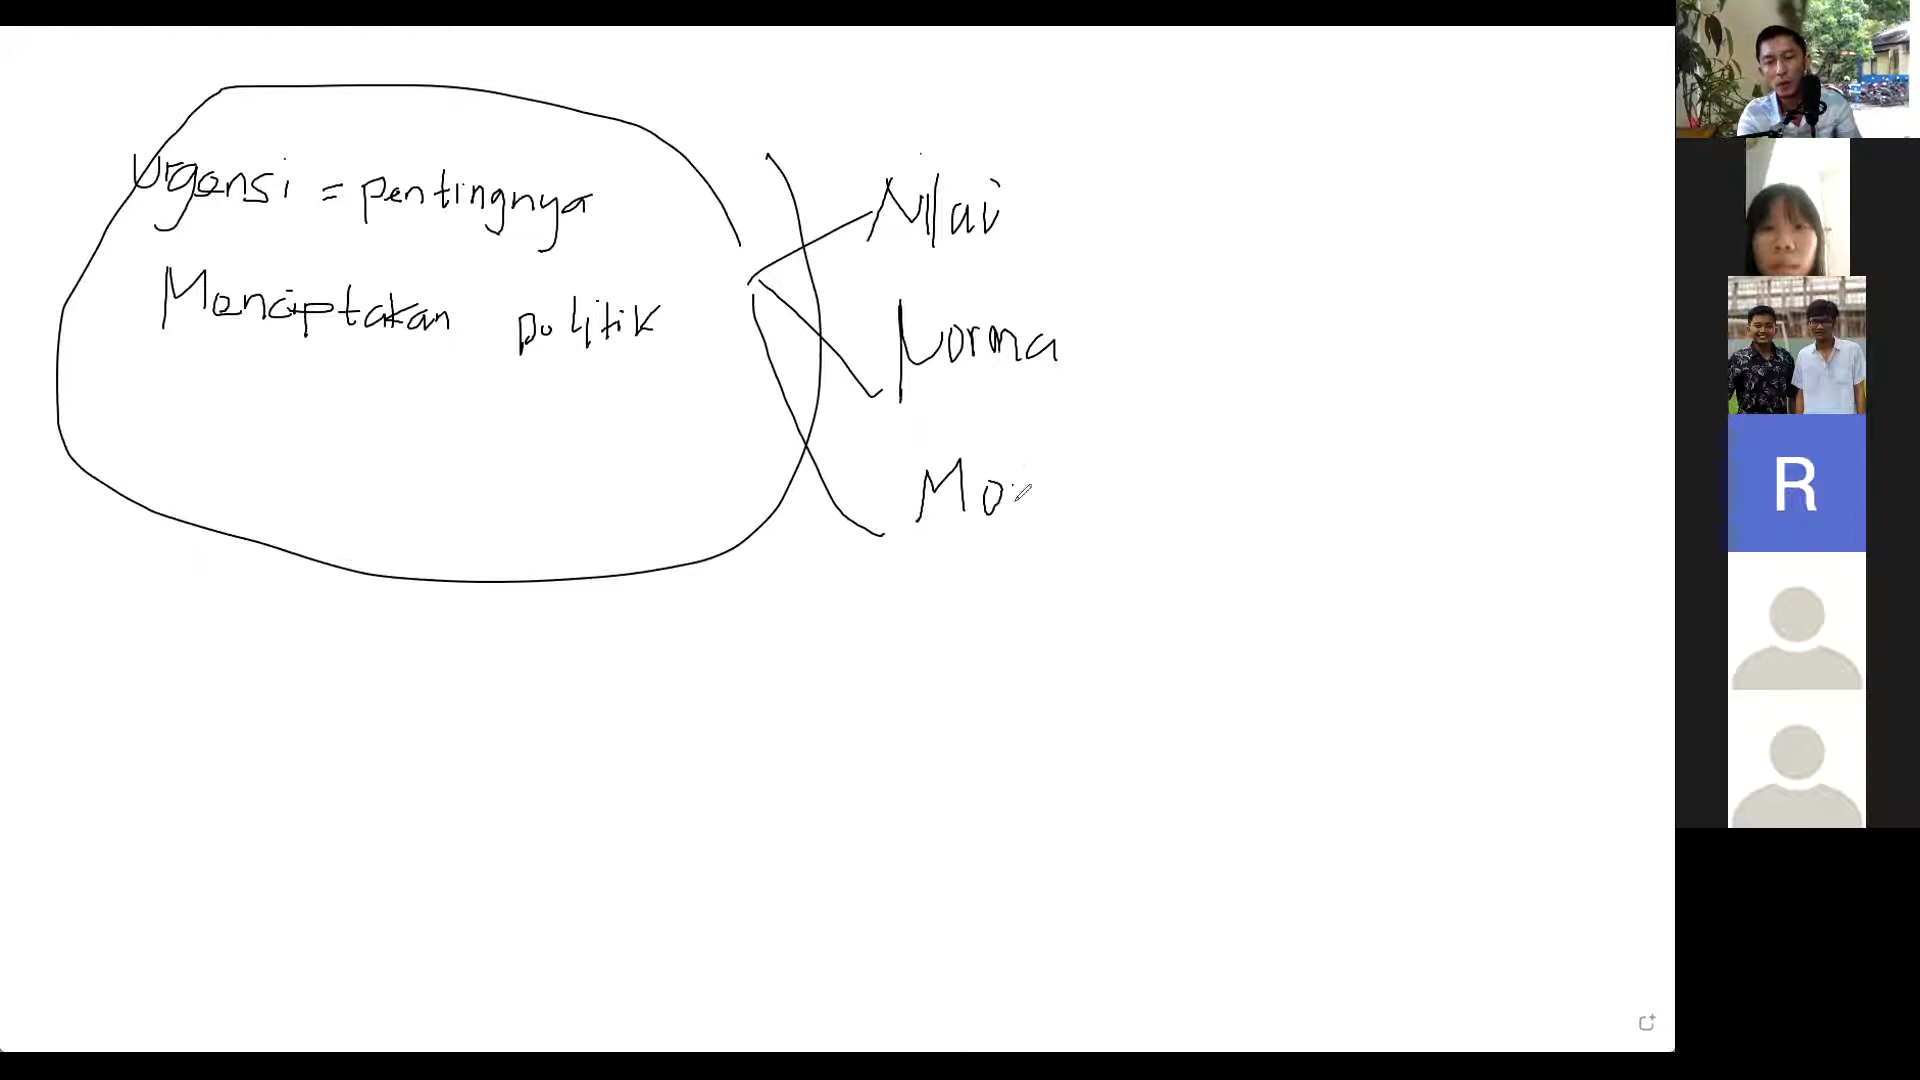 Urgensi = pentingnya
Menciptakan politik
Nilai
Norma
Mo
R